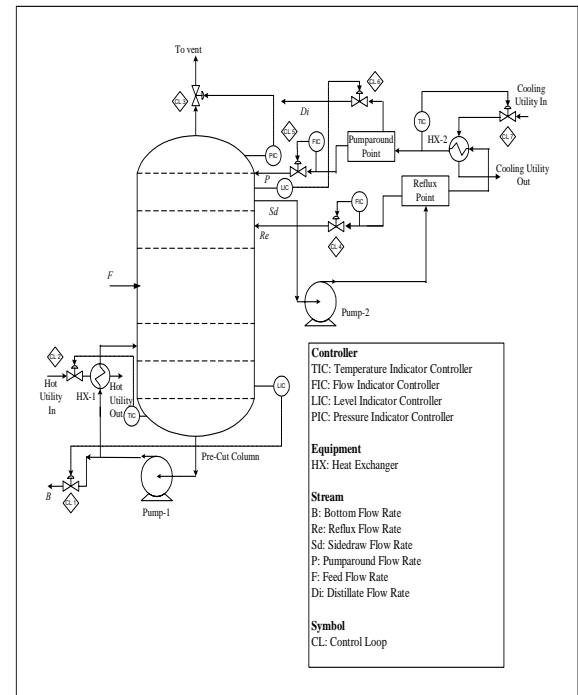 To vent
CL 3
PIC
Di
CL 6
CL 5
FIC
P
LIC
Pumparound
Point
TIC
HX-2
Cooling
Utility In
CL 7
Cooling Utility
Out
Reflux
Point
Sd
FIC
Re
CL 4
F
Pump-2
CL 2
Hot
Utility
In
HX-1
Hot
Utility
Out
TIC
LIC
Pre-Cut Column
B
CL 1
Pump-1
Controller
TIC: Temperature Indicator Controller
FIC: Flow Indicator Controller
LIC: Level Indicator Controller
PIC: Pressure Indicator Controller
Equipment
HX: Heat Exchanger
Stream
B: Bottom Flow Rate
Re: Reflux Flow Rate
Sd: Sidedraw Flow Rate
P: Pumparound Flow Rate
F: Feed Flow Rate
Di: Distillate Flow Rate
Symbol
CL: Control Loop